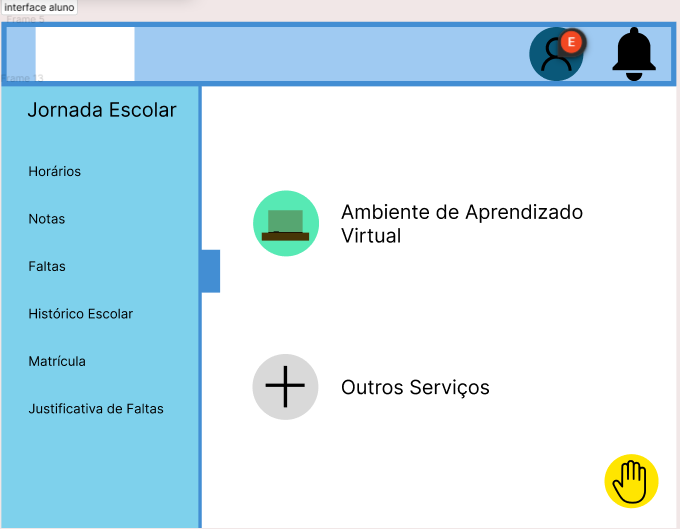 interface aluno
Frame 5
E
Frame 13
Jornada Escolar
Horários
Notas
Faltas
Histórico Escolar
Matrícula
Justificativa de Faltas
Ambiente de Aprendizado
Virtual
Outros Serviços